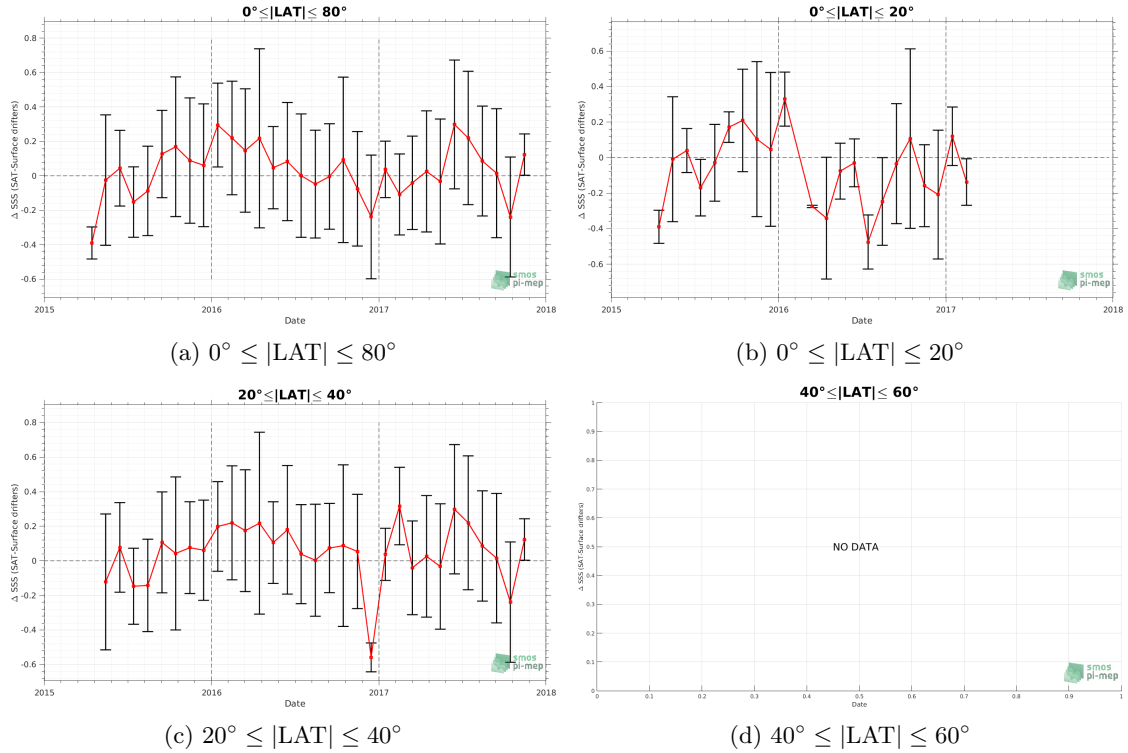 0°≤|LAT|≤ 80°
Δ SSS (SAT-Surface drifters)
0.8
0.6
0.4
0.2
0
-0.2
-0.4
-0.6
smos
pi-mep
2015 2016 2017 2018
Date
(a) 0° ≤ |LAT| ≤ 80°
0°≤|LAT|≤ 20°
Δ SSS (SAT-Surface drifters)
0.6
0.4
0.2
0
-0.2
-0.4
-0.6
smos
pi-mep
2015 2016 2017 2018
Date
(b) 0° ≤ |LAT| ≤ 20°
20°≤|LAT|≤ 40°
Δ SSS (SAT-Surface drifters)
0.8
0.6
0.4
0.2
0
-0.2
-0.4
-0.6
smos
pi-mep
2015 2016 2017 2018
Date
(c) 20° ≤ |LAT| ≤ 40°
40°≤|LAT|≤ 60°
Δ SSS (SAT-Surface drifters)
1
0.9
0.8
0.7
0.6
0.5
0.4
0.3
0.2
0.1
0
NO DATA
smos
pi-mep
0 0.1 0.2 0.3 0.4 0.5 0.6 0.7 0.8 0.9 1
Date
(d) 40° ≤ |LAT| ≤ 60°